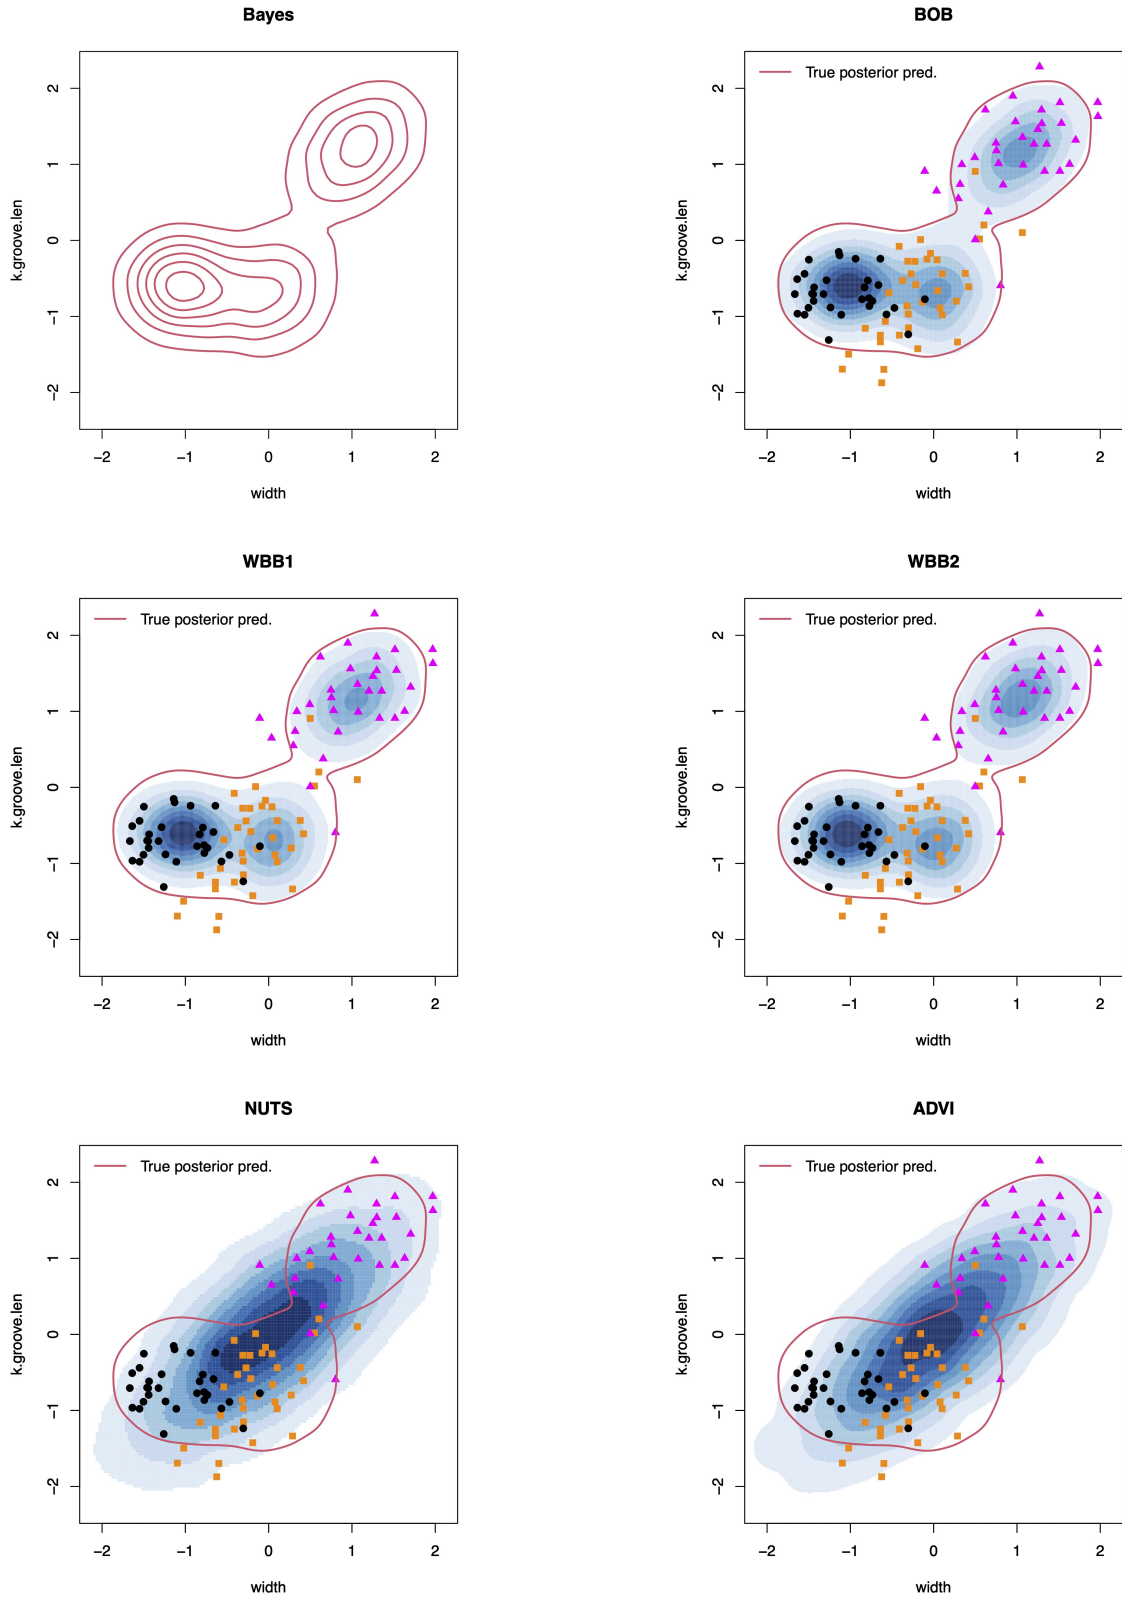 Bayes
k.groove.len
2
1
0
−1
−2
−2 −1 0 1 2
width
BOB
True posterior pred.
k.groove.len
2
1
0
−1
−2
−2 −1 0 1 2
width
WBB1
True posterior pred.
k.groove.len
2
1
0
−1
−2
−2 −1 0 1 2
width
WBB2
True posterior pred.
k.groove.len
2
1
0
−1
−2
−2 −1 0 1 2
width
NUTS
True posterior pred.
k.groove.len
2
1
0
−1
−2
−2 −1 0 1 2
width
ADVI
True posterior pred.
k.groove.len
2
1
0
−1
−2
−2 −1 0 1 2
width